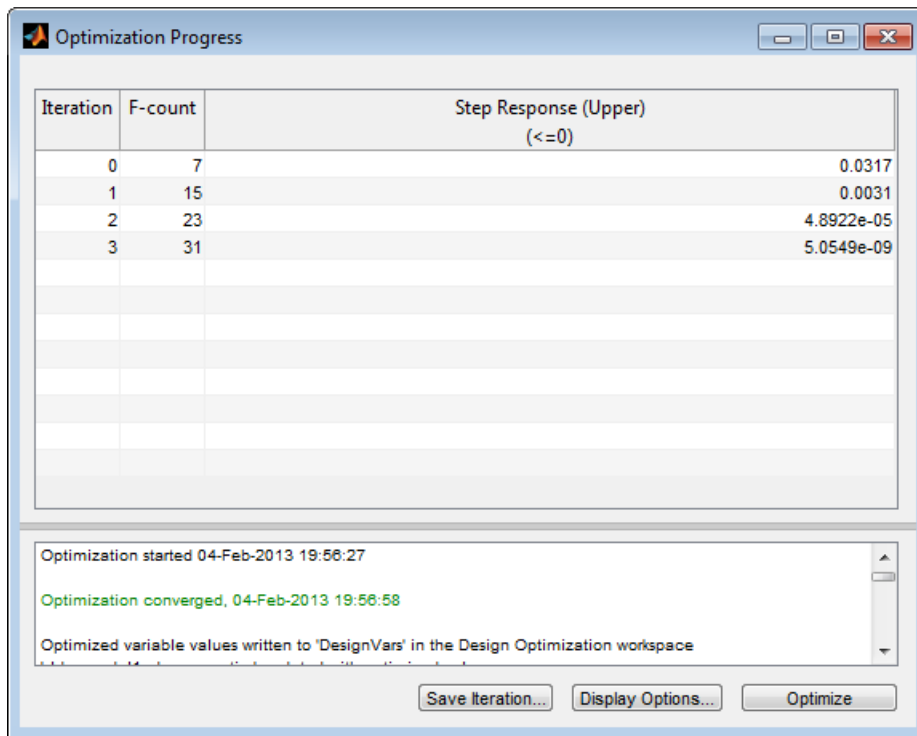 Optimization Progress
Iteration F-count Step Response (Upper)
(<=0)
0 7 0.0317
1 15 0.0031
2 23 4.8922e-05
3 31 5.0549e-09
Optimization started 04-Feb-2013 19:56:27
Optimization converged, 04-Feb-2013 19:56:58
Optimized variable values written to 'DesignVars' in the Design Optimization workspace
Save Iteration... Display Options... Optimize